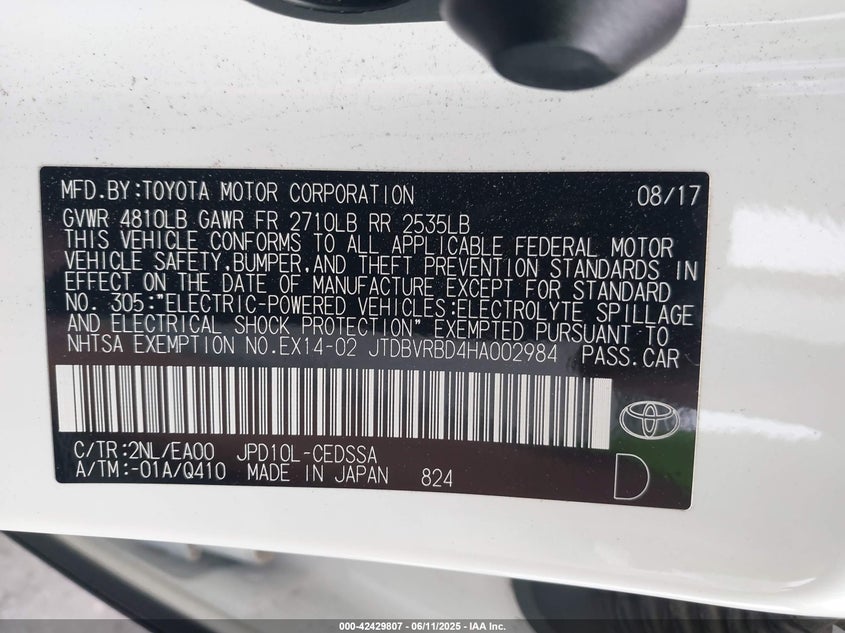 MFD.BY:TOYOTA MOTOR CORPORATION 08/17
GVWR 4810LB GAWR FR 2710LB RR 2535LB
THIS VEHICLE CONFORMS TO ALL APPLICABLE FEDERAL MOTOR
VEHICLE SAFETY,BUMPER,AND THEFT PREVENTION STANDARDS IN
EFFECT ON THE DATE OF MANUFACTURE EXCEPT FOR STANDARD
NO. 305:"ELECTRIC-POWERED VEHICLES:ELECTROLYTE SPILLAGE
AND ELECTRICAL SHOCK PROTECTION" EXEMPTED PURSUANT TO
NHTSA EXEMPTION NO.EX14-02 JTDBVRBD4HA002984 PASS.CAR
C/TR:2NL/EA00 JPD10L-CEDSSA
A/TM:-01A/Q410 MADE IN JAPAN 824
D
000-42429807 - 06/11/2025 - IAA Inc.